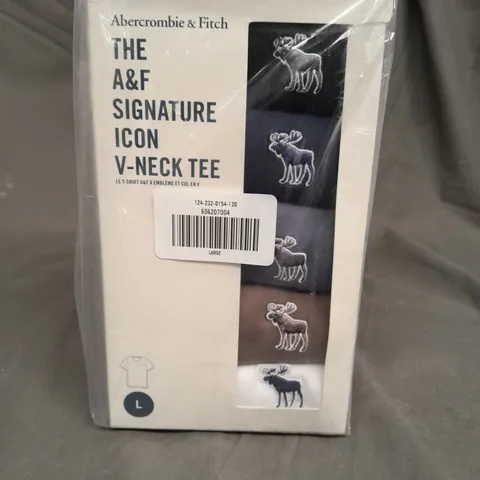 Abercrombie & Fitch
THE
A&F
SIGNATURE
ICON
V-NECK TEE
LE T-SHIRT A&F À EMBLÈME ET COL EN V
124-232-0154-120
656207004
LARGE
L